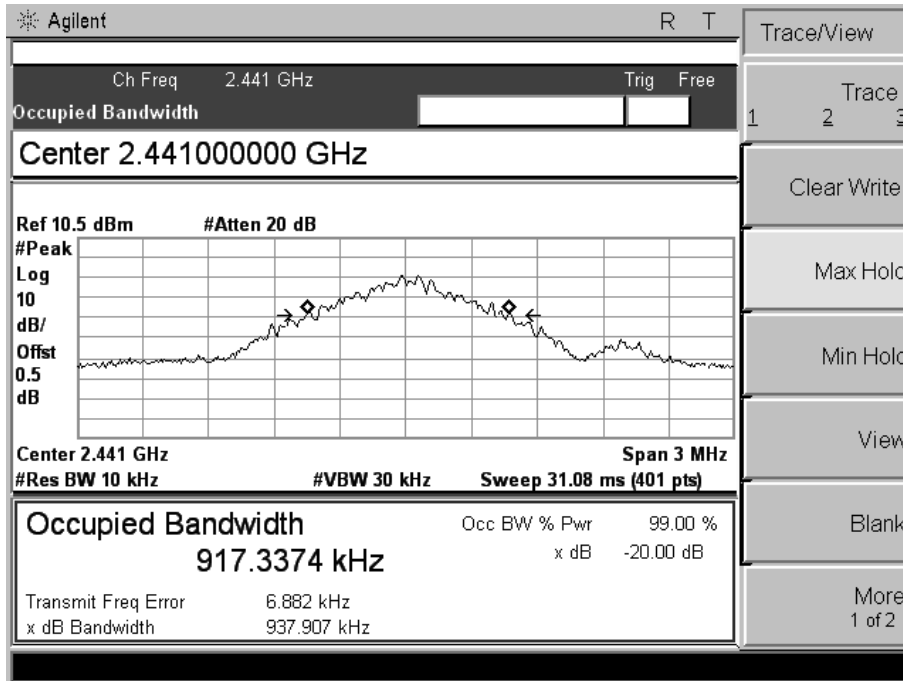 Agilent R T
Ch Freq 2.441 GHz Trig Free
Occupied Bandwidth
Center 2.441000000 GHz
Ref 10.5 dBm #Atten 20 dB
#Peak
Log
10
dB/
Offst
0.5
dB
Center 2.441 GHz Span 3 MHz
#Res BW 10 kHz #VBW 30 kHz Sweep 31.08 ms (401 pts)
Occupied Bandwidth Occ BW % Pwr 99.00 %
917.3374 kHz x dB -20.00 dB
Transmit Freq Error 6.882 kHz
x dB Bandwidth 937.907 kHz
Trace/View
Trace
1 2 3
Clear Write
Max Hold
Min Hold
View
Blank
More
1 of 2